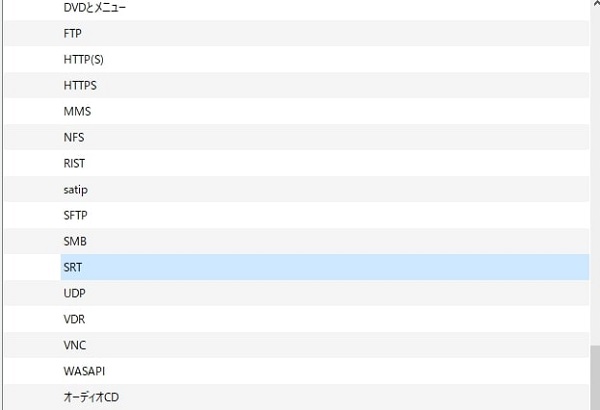 DVDとメニュー
FTP
HTTP(S)
HTTPS
MMS
NFS
RIST
satip
SFTP
SMB
SRT
UDP
VDR
VNC
WASAPI
オーディオCD